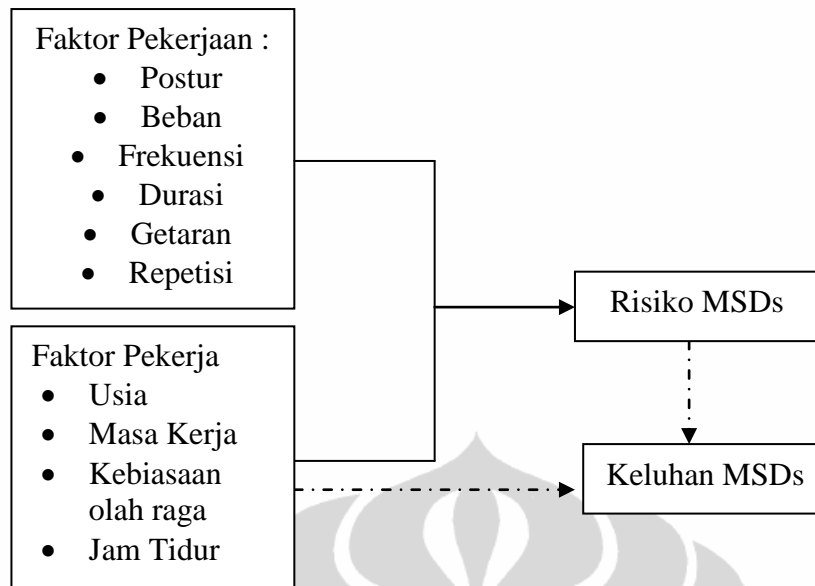 Faktor Pekerjaan :
• Postur
• Beban
• Frekuensi
• Durasi
• Getaran
• Repetisi
Faktor Pekerja
• Usia
• Masa Kerja
• Kebiasaan
olah raga
• Jam Tidur
Risiko MSDs
Keluhan MSDs